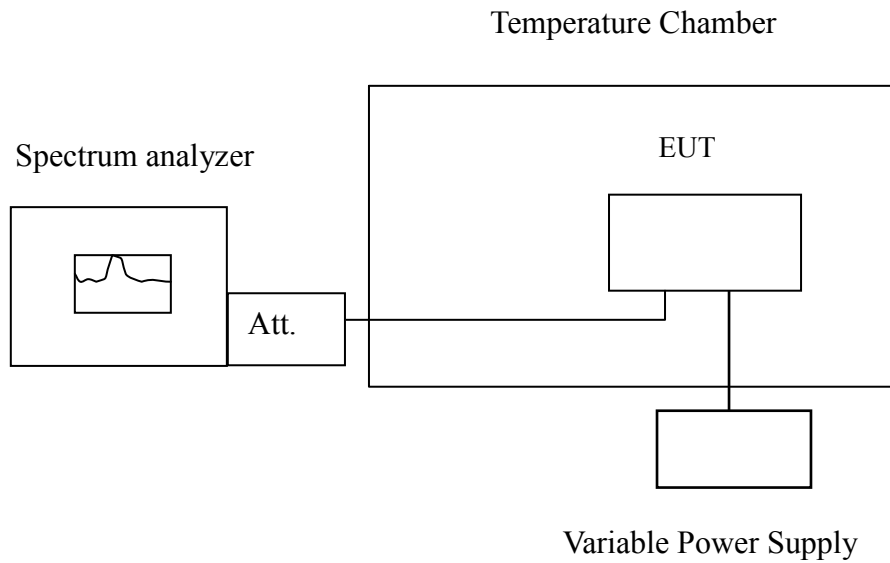 Temperature Chamber
Spectrum analyzer
EUT
Att.
Variable Power Supply